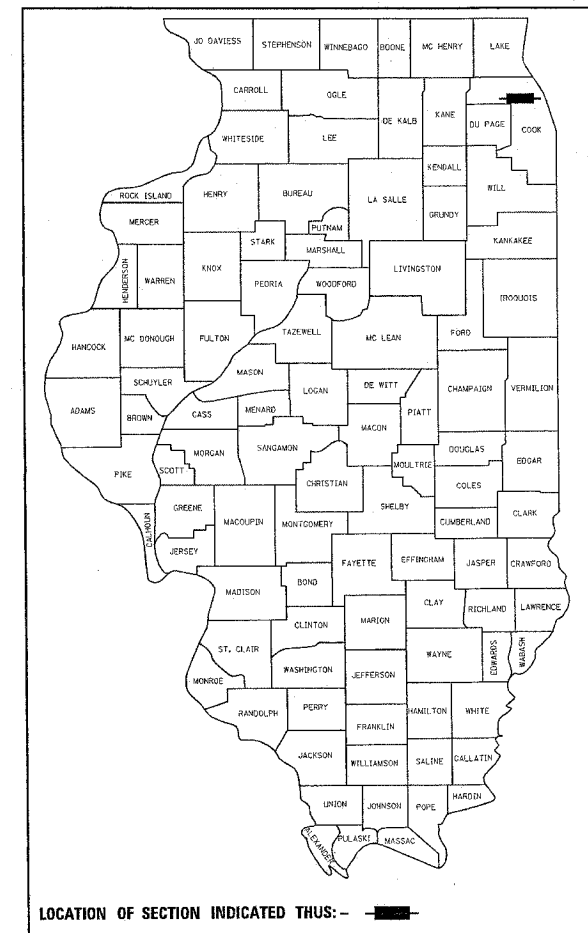 JO DAVIESS STEPHENSON WINNEBAGO BOONE MC HENRY LAKE
CARROLL OGLE DE KALB KANE DU PAGE COOK
WHITESIDE LEE
KENDALL WILL
ROCK ISLAND HENRY BUREAU LA SALLE GRUNDY
MERCER PUTNAM
STARK MARSHALL KANKAKEE
HENDERSON WARREN KNOX PEORIA WOODFORD LIVINGSTON IROQUOIS
HANCOCK MC DONOUGH FULTON TAZEWELL MC LEAN FORD
MASON
SCHUYLER LOGAN DE WITT CHAMPAIGN VERMILION
ADAMS BROWN CASS MENARD MACON PIATT
MORGAN SANGAMON DOUGLAS EDGAR
PIKE SCOTT CHRISTIAN MOULTRIE COLES
GREENE MACOUPIN MONTGOMERY SHELBY CUMBERLAND CLARK
CALHOUN JERSEY FAYETTE EFFINGHAM JASPER CRAWFORD
MADISON BOND CLAY RICHLAND LAWRENCE
CLINTON MARION
ST. CLAIR WAYNE EDWARDS WABASH
WASHINGTON JEFFERSON
MONROE
RANDOLPH PERRY HAMILTON WHITE
FRANKLIN
JACKSON WILLIAMSON SALINE GALLATIN
UNION JOHNSON POPE HARDIN
ALEXANDER PULASKI MASSAC
LOCATION OF SECTION INDICATED THUS: -